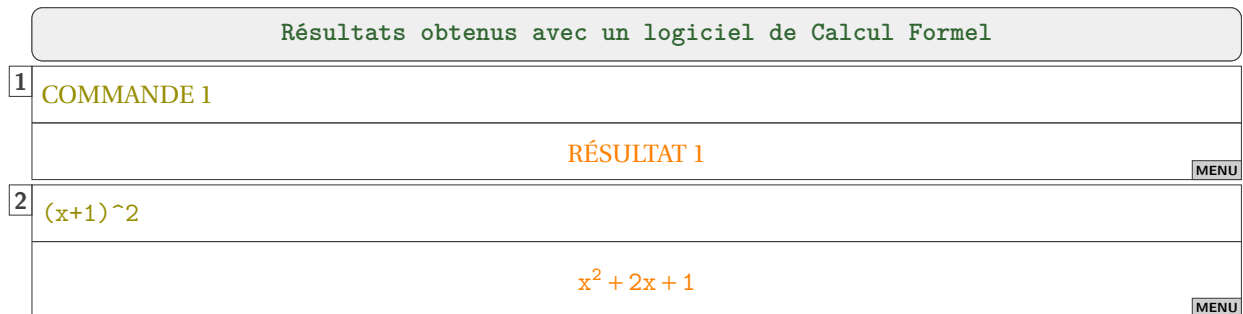 Résultats obtenus avec un logiciel de Calcul Formel
1
COMMANDE 1
RÉSULTAT 1
MENU
2
(x+1)^2
x² + 2x + 1
MENU